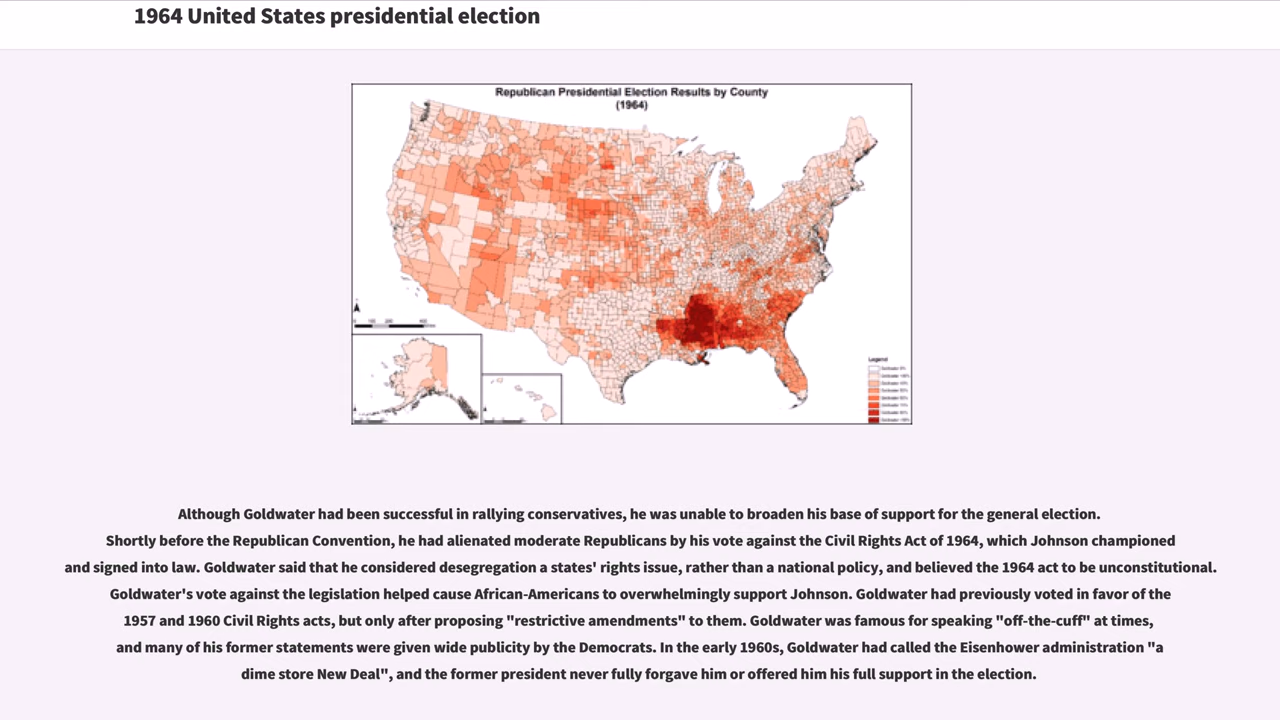 1964 United States presidential election
Republican Presidential Election Results by County
(1964)
Legend
Although Goldwater had been successful in rallying conservatives, he was unable to broaden his base of support for the general election.
Shortly before the Republican Convention, he had alienated moderate Republicans by his vote against the Civil Rights Act of 1964, which Johnson championed
and signed into law. Goldwater said that he considered desegregation a states' rights issue, rather than a national policy, and believed the 1964 act to be unconstitutional.
Goldwater's vote against the legislation helped cause African-Americans to overwhelmingly support Johnson. Goldwater had previously voted in favor of the
1957 and 1960 Civil Rights acts, but only after proposing "restrictive amendments" to them. Goldwater was famous for speaking "off-the-cuff" at times,
and many of his former statements were given wide publicity by the Democrats. In the early 1960s, Goldwater had called the Eisenhower administration "a
dime store New Deal", and the former president never fully forgave him or offered him his full support in the election.